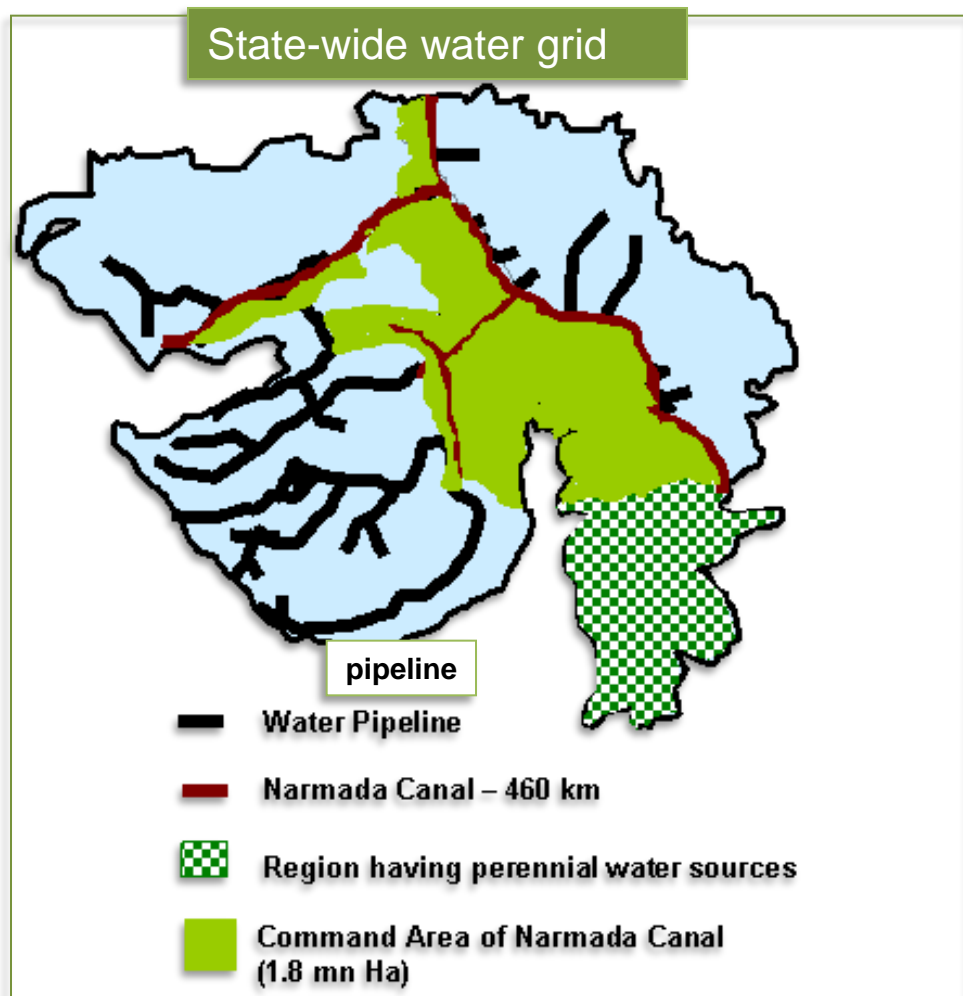 State-wide water grid
pipeline
Water Pipeline
Narmada Canal – 460 km
Region having perennial water sources
Command Area of Narmada Canal
(1.8 mn Ha)